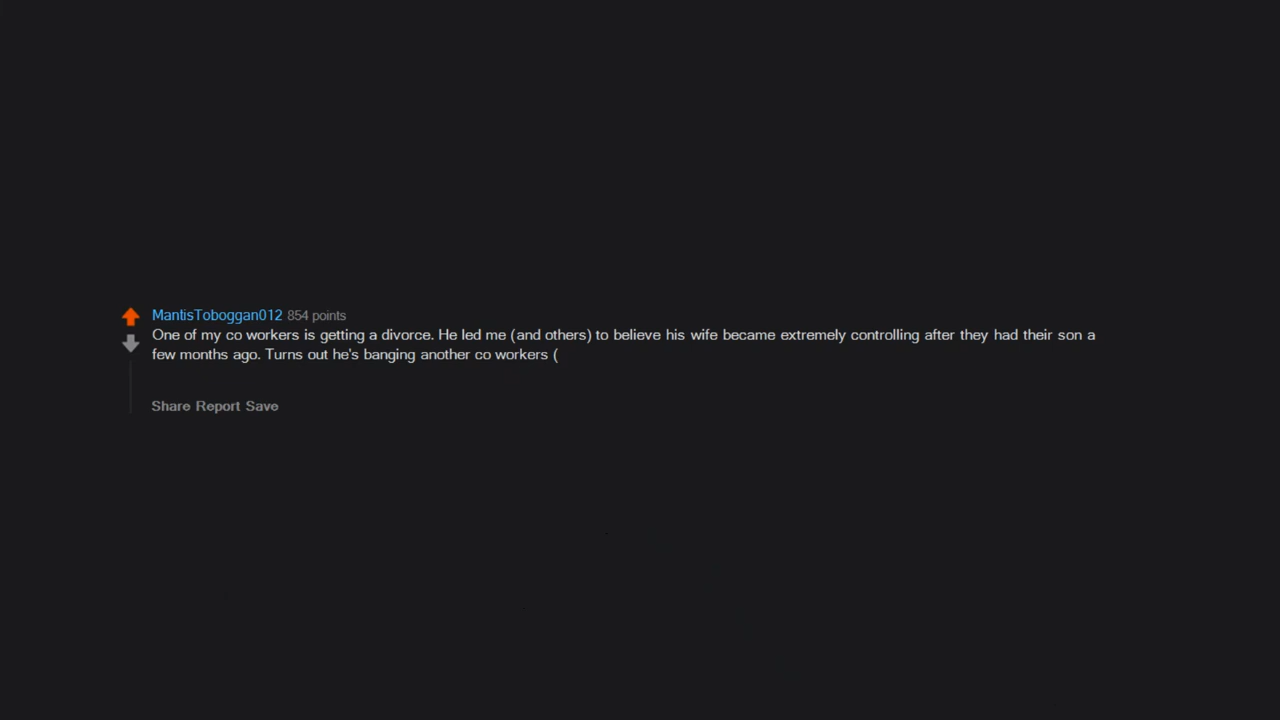 MantisToboggan012 854 points
One of my co workers is getting a divorce. He led me (and others) to believe his wife became extremely controlling after they had their son a
few months ago. Turns out he's banging another co workers (
Share Report Save